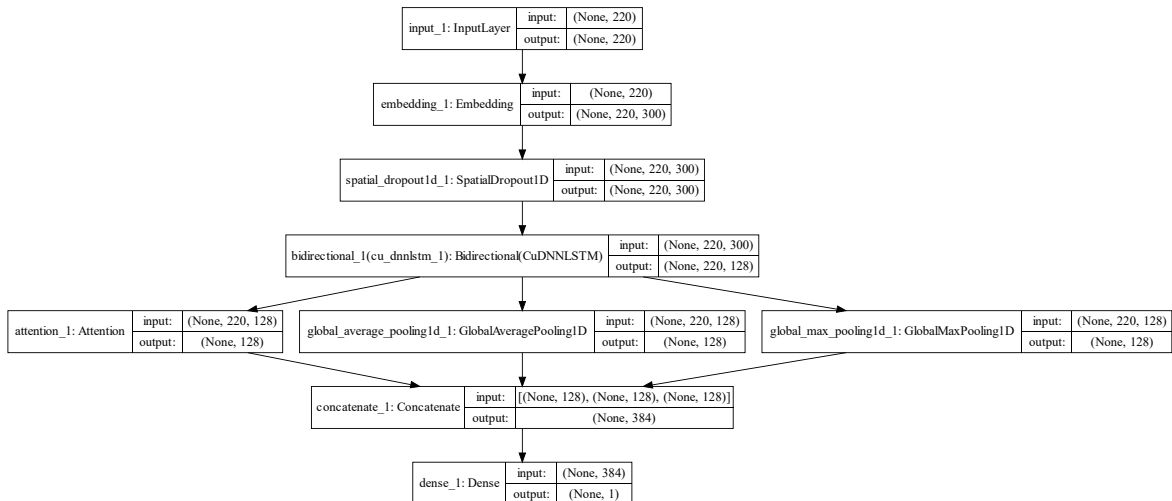 input_1: InputLayer
input: (None, 220)
output: (None, 220)
embedding_1: Embedding
input: (None, 220)
output: (None, 220, 300)
spatial_dropout1d_1: SpatialDropout1D
input: (None, 220, 300)
output: (None, 220, 300)
bidirectional_1(cu_dnnlstm_1): Bidirectional(CuDNNLSTM)
input: (None, 220, 300)
output: (None, 220, 128)
attention_1: Attention
input: (None, 220, 128)
output: (None, 128)
global_average_pooling1d_1: GlobalAveragePooling1D
input: (None, 220, 128)
output: (None, 128)
global_max_pooling1d_1: GlobalMaxPooling1D
input: (None, 220, 128)
output: (None, 128)
concatenate_1: Concatenate
input: [(None, 128), (None, 128), (None, 128)]
output: (None, 384)
dense_1: Dense
input: (None, 384)
output: (None, 1)